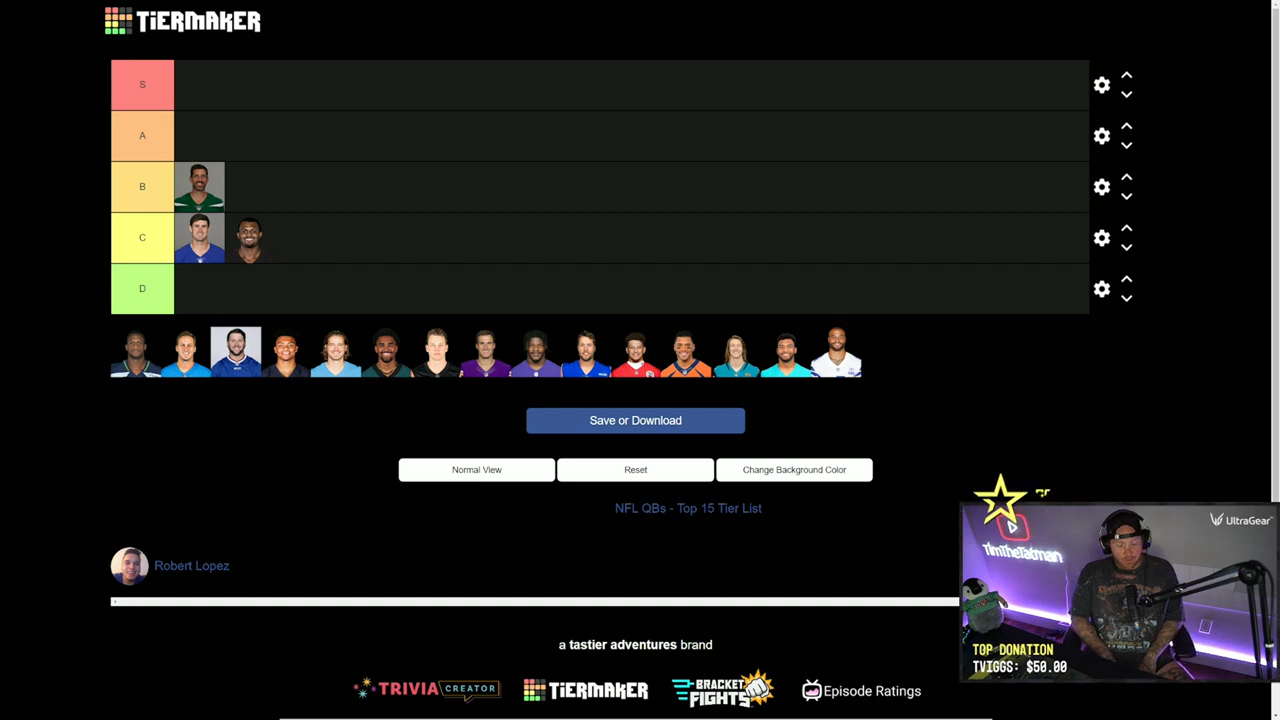 TiERMAKER
S
A
B
C
D
Save or Download
Normal View
Reset
Change Background Color
NFL QBs - Top 15 Tier List
Robert Lopez
a tastier adventures brand
TRIVIA CREATOR
TiERMAKER
BRACKET FIGHTS
Episode Ratings
UltraGear
TimTheTatman
TOP DONATION
TVIGGS: $50.00